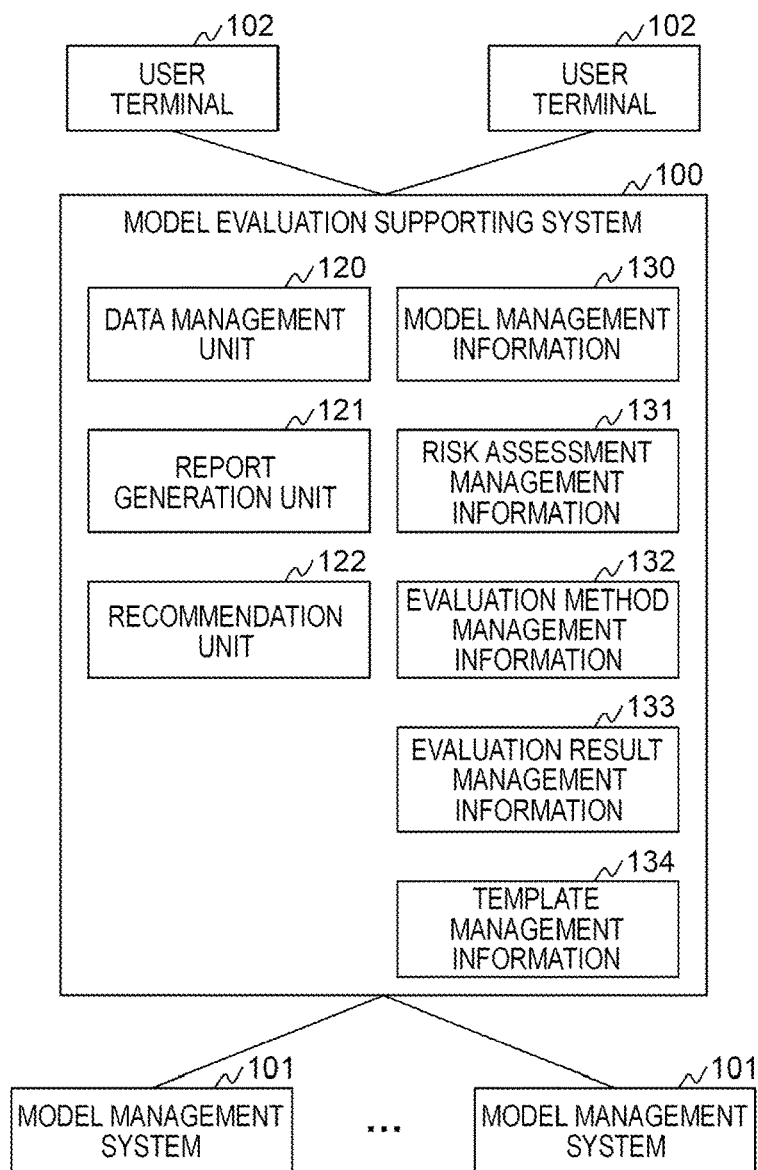 102
USER
TERMINAL
102
USER
TERMINAL
100
MODEL EVALUATION SUPPORTING SYSTEM
120
DATA MANAGEMENT
UNIT
130
MODEL MANAGEMENT
INFORMATION
121
REPORT
GENERATION UNIT
131
RISK ASSESSMENT
MANAGEMENT
INFORMATION
122
RECOMMENDATION
UNIT
132
EVALUATION METHOD
MANAGEMENT
INFORMATION
133
EVALUATION RESULT
MANAGEMENT
INFORMATION
134
TEMPLATE
MANAGEMENT
INFORMATION
101
MODEL MANAGEMENT
SYSTEM
...
101
MODEL MANAGEMENT
SYSTEM